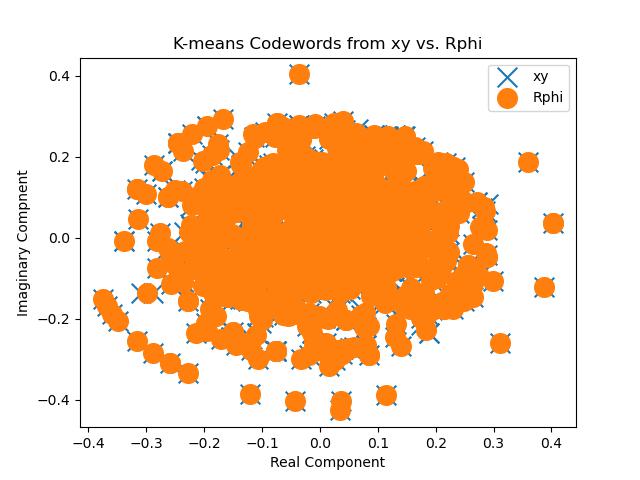 K-means Codewords from xy vs. Rphi
xy
Rphi
0.4
0.2
0.0
−0.2
−0.4
Imaginary Compnent
−0.4 −0.3 −0.2 −0.1 0.0 0.1 0.2 0.3 0.4
Real Component